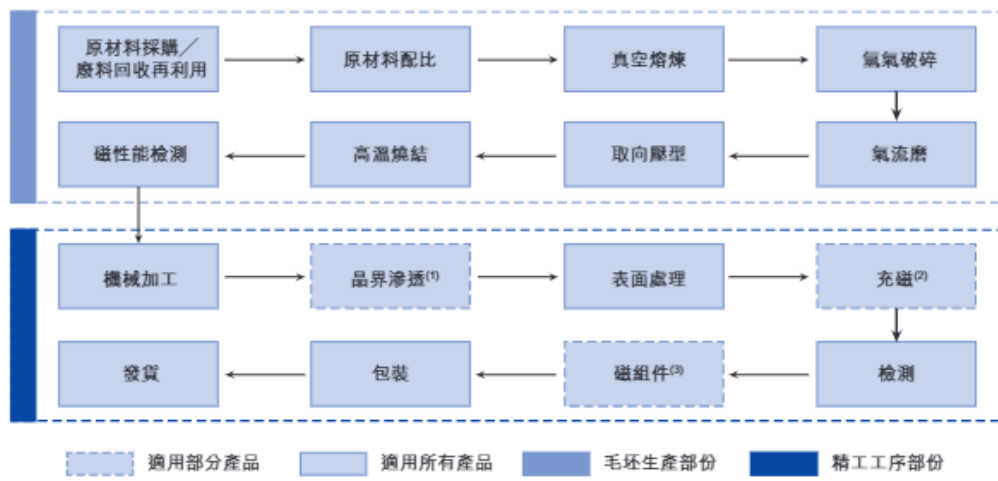 原材料採購／
廢料回收再利用
原材料配比
真空熔煉
氫氣破碎
磁性能檢測
高溫燒結
取向壓型
氣流磨
機械加工
晶界滲透(1)
表面處理
充磁(2)
發貨
包裝
磁組件(3)
檢測
適用部分產品
適用所有產品
毛坯生產部份
精工工序部份